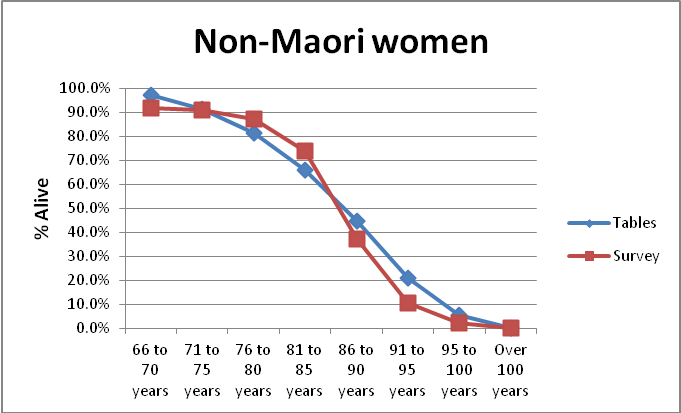 Non-Maori women
100.0%
90.0%
80.0%
70.0%
60.0%
50.0%
40.0%
30.0%
20.0%
10.0%
0.0%
% Alive
66 to 70 years
71 to 75 years
76 to 80 years
81 to 85 years
86 to 90 years
91 to 95 years
95 to 100 years
Over 100 years
Tables
Survey